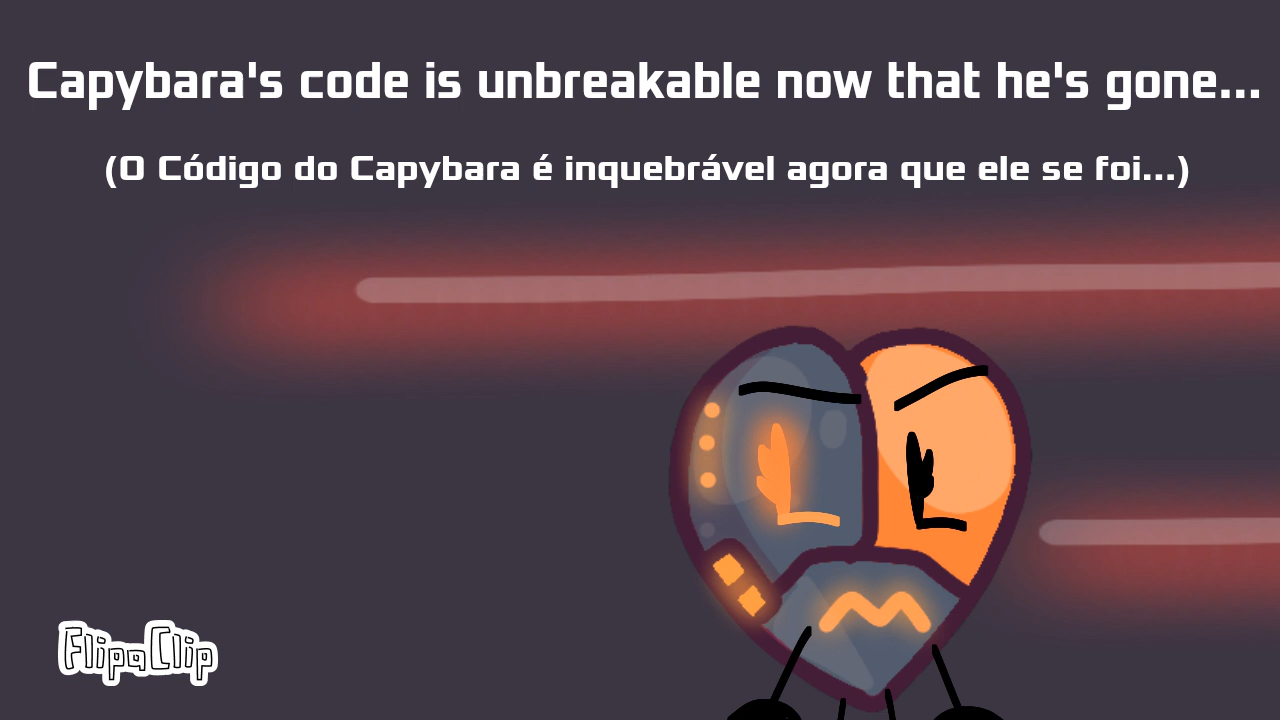 Capybara's code is unbreakable now that he's gone...
(O Código do Capybara é inquebrável agora que ele se foi...)
FlipaClip